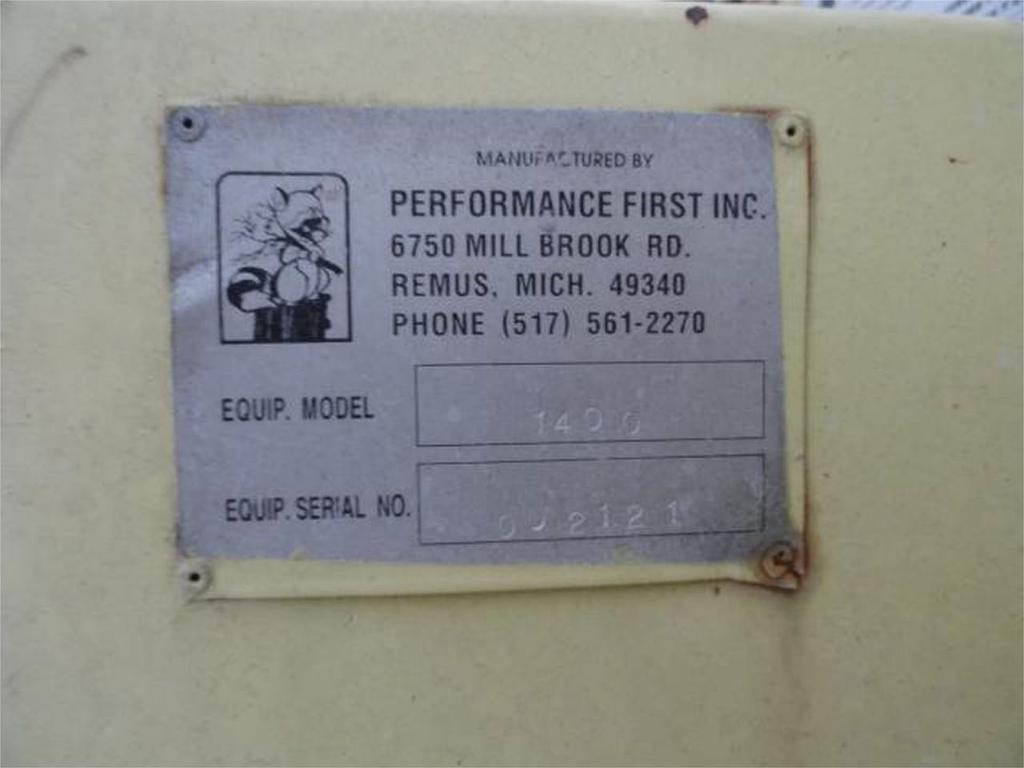 MANUFACTURED BY
PERFORMANCE FIRST INC.
6750 MILL BROOK RD.
REMUS, MICH. 49340
PHONE (517) 561-2270
EQUIP. MODEL
EQUIP. SERIAL NO.